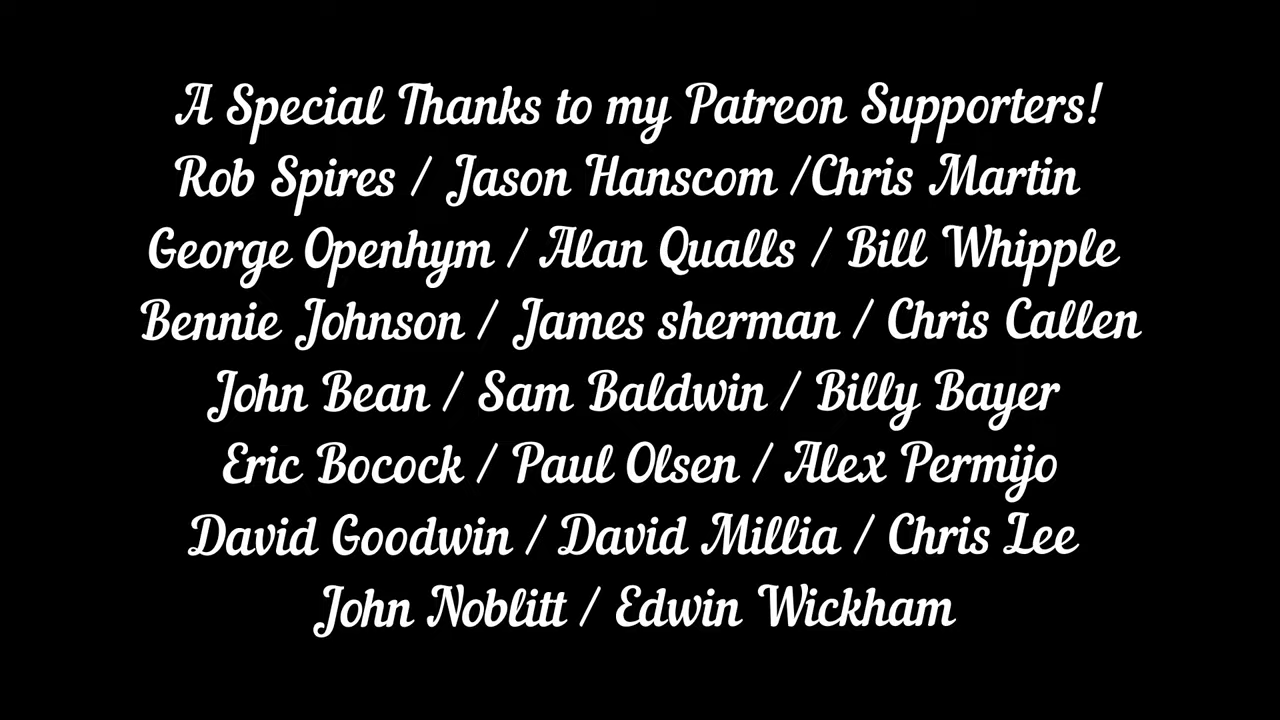 A Special Thanks to my Patreon Supporters!
Rob Spires / Jason Hanscom /Chris Martin
George Openhym / Alan Qualls / Bill Whipple
Bennie Johnson / James sherman / Chris Callen
John Bean / Sam Baldwin / Billy Bayer
Eric Bocock / Paul Olsen / Alex Permijo
David Goodwin / David Millia / Chris Lee
John Noblitt / Edwin Wickham